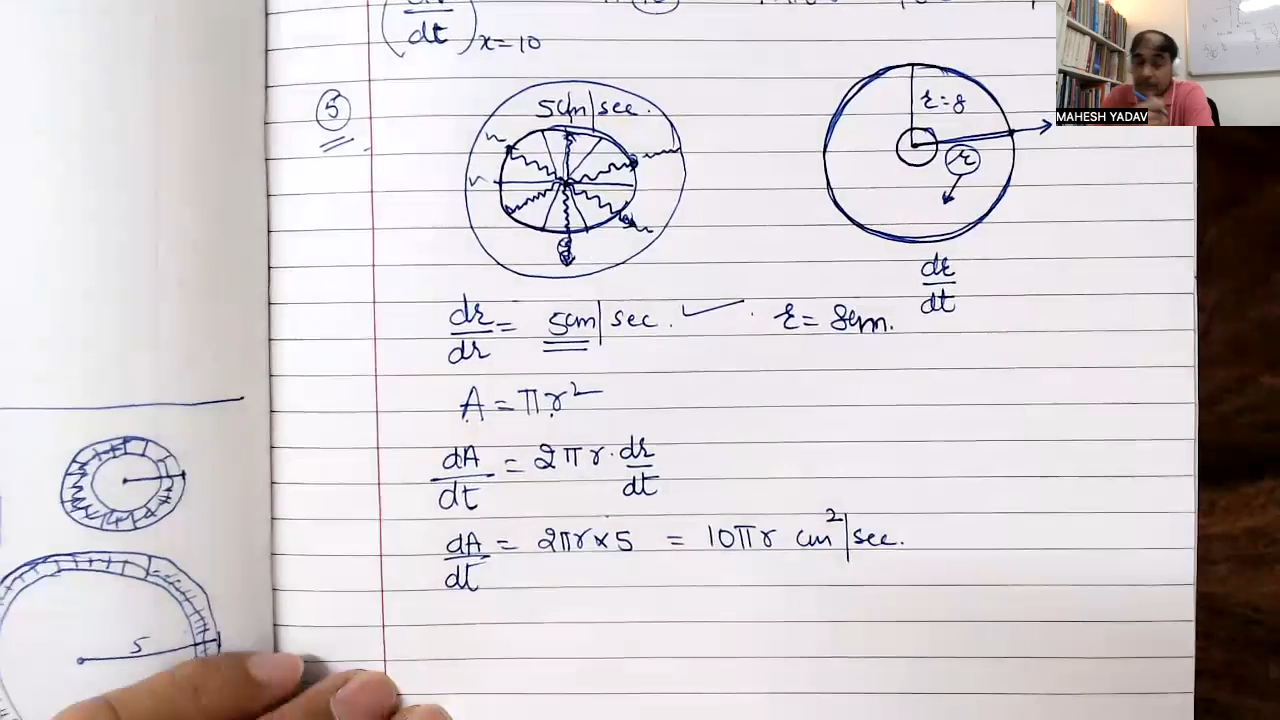 dt x=10
MAHESH YADAV
5
5cm/sec.
r=8
r
dr
dt
dr/dr = 5cm/sec. r = 8cm.
A = πr²
dA/dt = 2πr·dr/dt
dA/dt = 2πr×5 = 10πr cm²/sec.
5